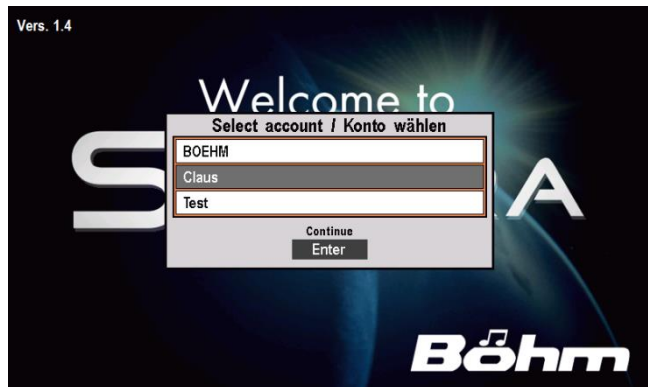 Vers. 1.4
Welcome to
S A
Select account / Konto wählen
BOEHM
Claus
Test
Continue
Enter
Böhm